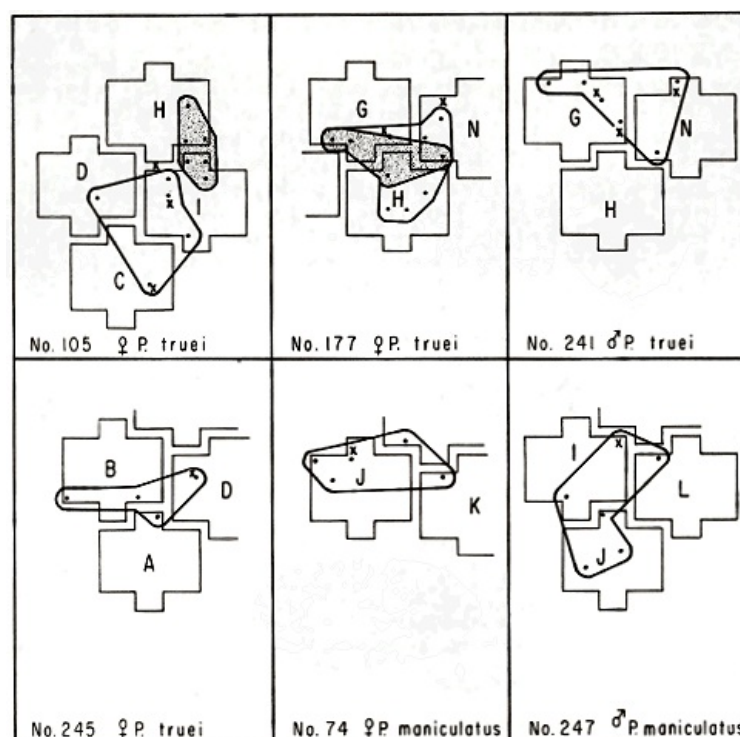 H
D
I
C
No. 105 ♀ P. truei
G
N
H
No. 177 ♀ P. truei
G
N
H
No. 241 ♂ P. truei
B
D
A
No. 245 ♀ P. truei
J
K
No. 74 ♀ P. maniculatus
I
L
J
No. 247 ♂ P. maniculatus